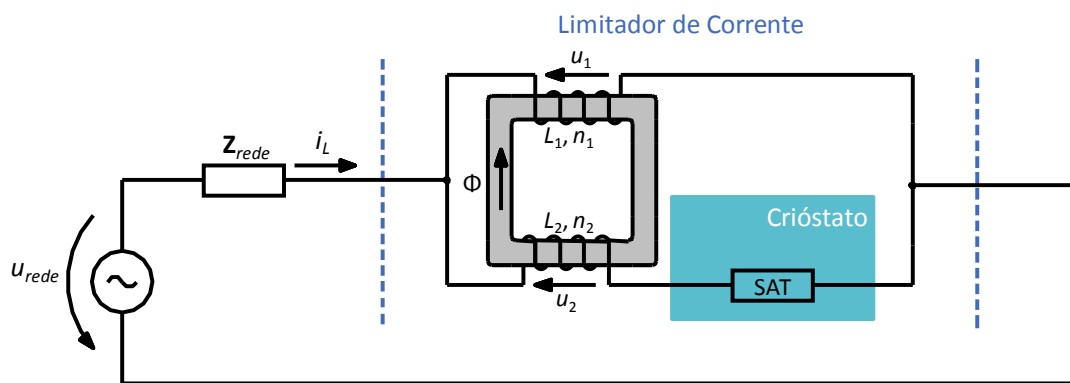 Limitador de Corrente
u1
Zrede
iL
L1, n1
Φ
L2, n2
Crióstato
urede
SAT
u2